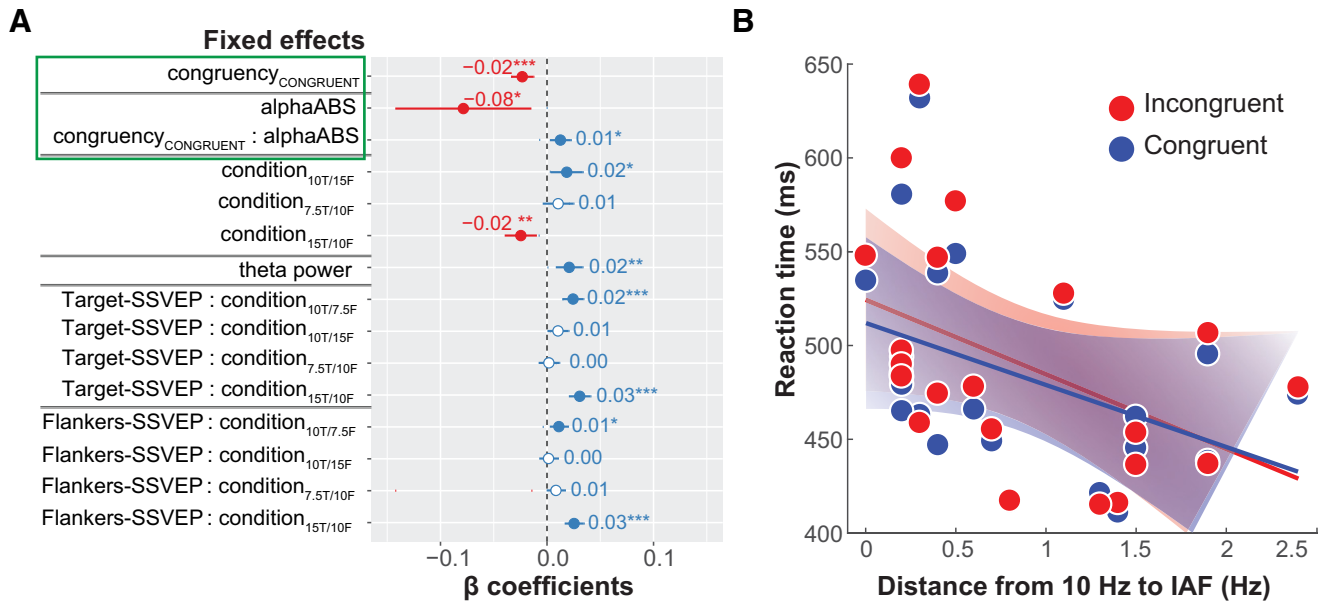 A
Fixed effects
congruencyCONGRUENT
−0.02***
alphaABS
−0.08*
congruencyCONGRUENT : alphaABS
0.01*
condition10T/15F
0.02*
condition7.5T/10F
0.01
condition15T/10F
−0.02 **
theta power
0.02**
Target-SSVEP : condition10T/7.5F
0.02***
Target-SSVEP : condition10T/15F
0.01
Target-SSVEP : condition7.5T/10F
0.00
Target-SSVEP : condition15T/10F
0.03***
Flankers-SSVEP : condition10T/7.5F
0.01*
Flankers-SSVEP : condition10T/15F
0.00
Flankers-SSVEP : condition7.5T/10F
0.01
Flankers-SSVEP : condition15T/10F
0.03***
−0.1 0.0 0.1
β coefficients
B
Reaction time (ms)
650
600
550
500
450
400
Incongruent
Congruent
0 0.5 1 1.5 2 2.5
Distance from 10 Hz to IAF (Hz)